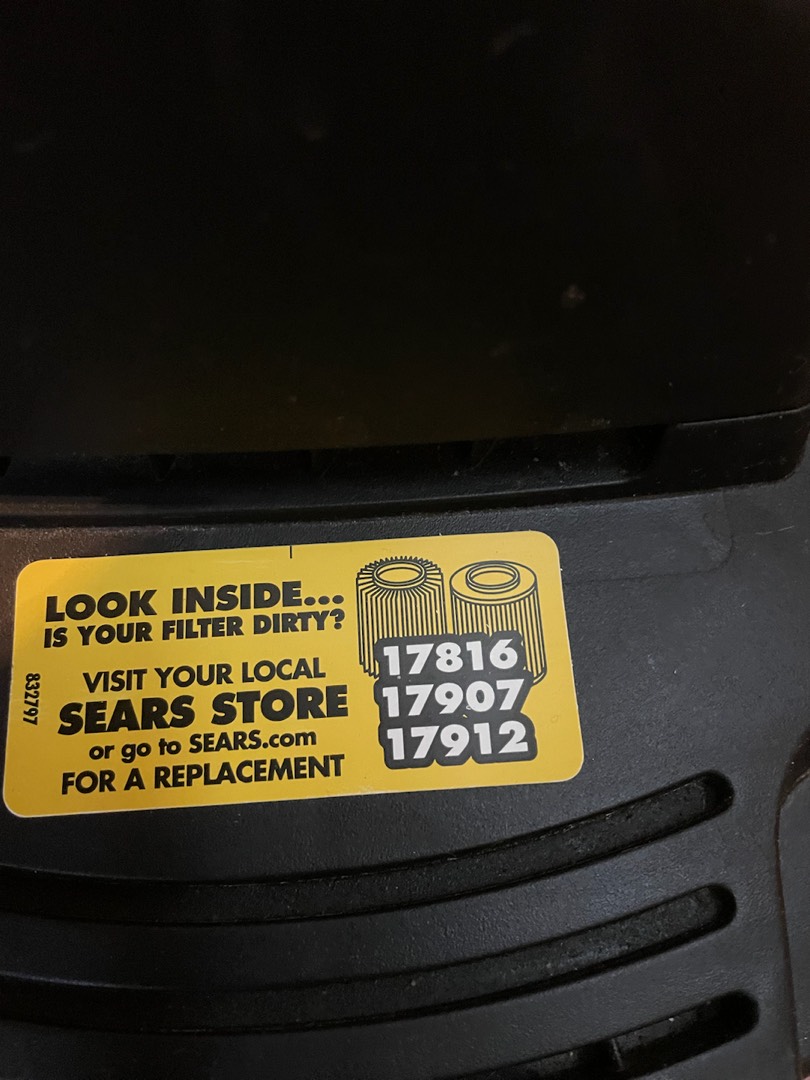 LOOK INSIDE...
IS YOUR FILTER DIRTY?
VISIT YOUR LOCAL
SEARS STORE
or go to SEARS.com
FOR A REPLACEMENT
17816
17907
17912
832797